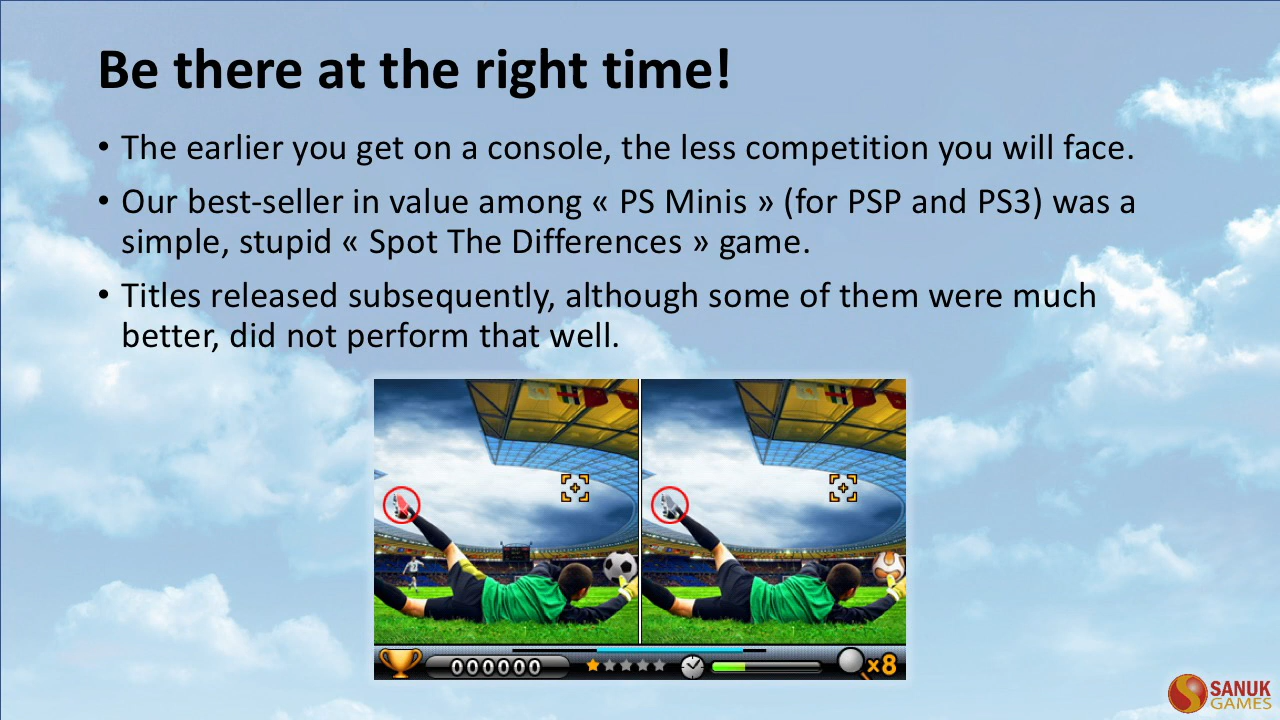 Be there at the right time!
• The earlier you get on a console, the less competition you will face.
• Our best-seller in value among « PS Minis » (for PSP and PS3) was a
simple, stupid « Spot The Differences » game.
• Titles released subsequently, although some of them were much
better, did not perform that well.
000000
x8
SANUK
GAMES